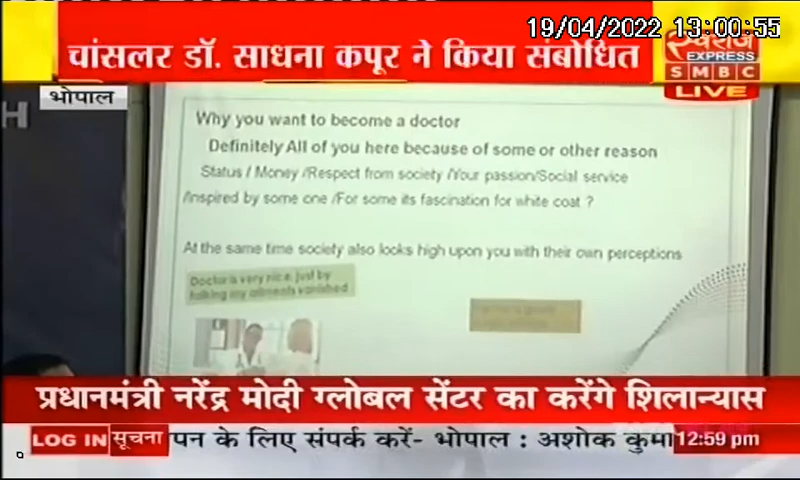 19/04/2022 13:00:55
चांसलर डॉ. साधना कपूर ने किया संबोधित
स्वराज
EXPRESS
SMBC
LIVE
भोपाल
H
Why you want to become a doctor
Definitely All of you here because of some or other reason
Status / Money /Respect from society /Your passion/Social service
/Inspired by some one /For some its fascination for white coat ?
At the same time society also looks high upon you with their own perceptions
Doctor is very nice, just by
talking my ailments vanished
प्रधानमंत्री नरेंद्र मोदी ग्लोबल सेंटर का करेंगे शिलान्यास
LOG IN सूचना पन के लिए संपर्क करें- भोपाल : अशोक कुमा 12:59 pm